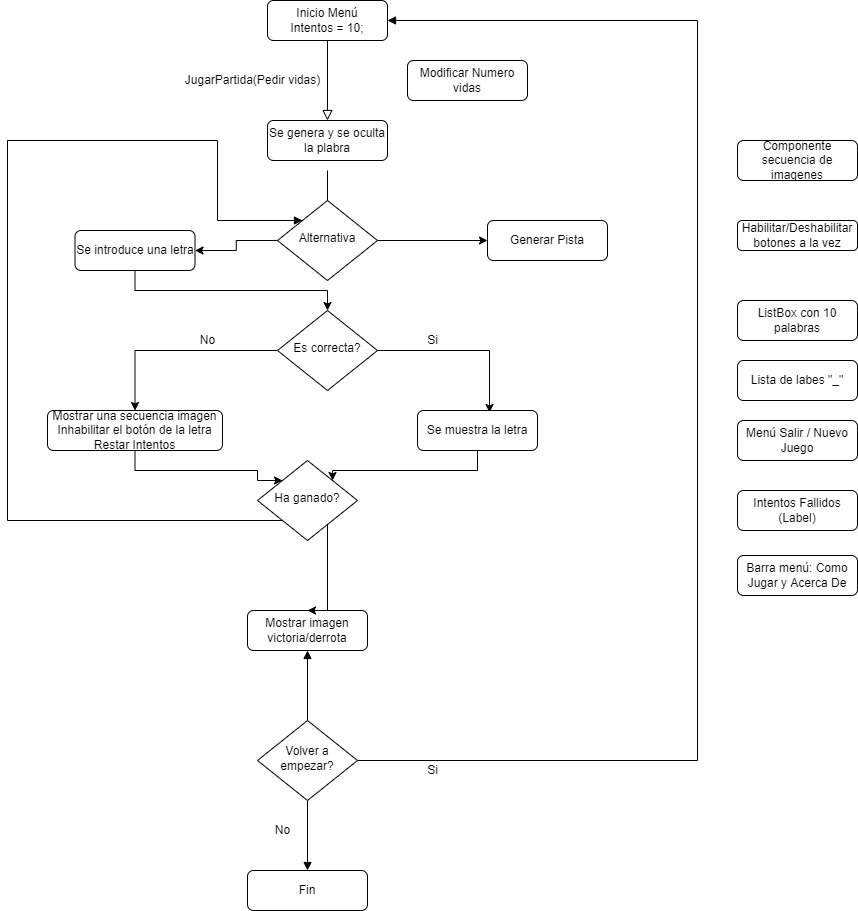 Inicio Menú
Intentos = 10;
JugarPartida(Pedir vidas)
Modificar Numero
vidas
Se genera y se oculta
la plabra
Componente
secuencia de
imagenes
Alternativa
Se introduce una letra
Generar Pista
Habilitar/Deshabilitar
botones a la vez
ListBox con 10
palabras
Es correcta?
No
Si
Lista de labes "_"
Mostrar una secuencia imagen
Inhabilitar el botón de la letra
Restar Intentos
Se muestra la letra
Menú Salir / Nuevo
Juego
Ha ganado?
Intentos Fallidos
(Label)
Barra menú: Como
Jugar y Acerca De
Mostrar imagen
victoria/derrota
Volver a
empezar?
Si
No
Fin